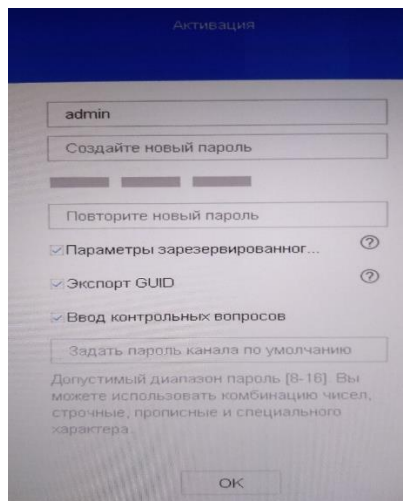 Активация
admin
Создайте новый пароль
Повторите новый пароль
Параметры зарезервированног...
?
Экспорт GUID
?
Ввод контрольных вопросов
Задать пароль канала по умолчанию
Допустимый диапазон пароль [8-16]. Вы
можете использовать комбинацию чисел,
строчные, прописные и специального
характера.
OK